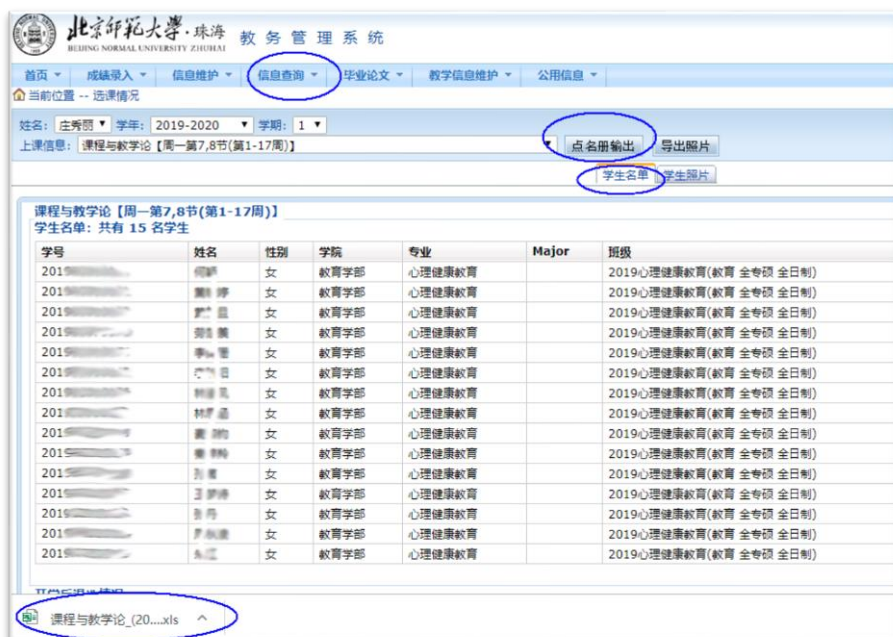 北京师范大学·珠海 教务管理系统
BEIJING NORMAL UNIVERSITY ZHUHAI
首页 成绩录入 信息维护 信息查询 毕业论文 教学信息维护 公用信息
当前位置 -- 选课情况
姓名: 庄秀丽 学年: 2019-2020 学期: 1
上课信息: 课程与教学论【周一第7,8节(第1-17周)】 点名册输出 导出照片
学生名单 学生照片
课程与教学论【周一第7,8节(第1-17周)】
学生名单: 共有 15 名学生
学号 姓名 性别 学院 专业 Major 班级
2019 女 教育学部 心理健康教育 2019心理健康教育(教育 全专硕 全日制)
2019 女 教育学部 心理健康教育 2019心理健康教育(教育 全专硕 全日制)
2019 女 教育学部 心理健康教育 2019心理健康教育(教育 全专硕 全日制)
2019 女 教育学部 心理健康教育 2019心理健康教育(教育 全专硕 全日制)
2019 女 教育学部 心理健康教育 2019心理健康教育(教育 全专硕 全日制)
2019 女 教育学部 心理健康教育 2019心理健康教育(教育 全专硕 全日制)
2019 女 教育学部 心理健康教育 2019心理健康教育(教育 全专硕 全日制)
201 女 教育学部 心理健康教育 2019心理健康教育(教育 全专硕 全日制)
201 女 教育学部 心理健康教育 2019心理健康教育(教育 全专硕 全日制)
2019 女 教育学部 心理健康教育 2019心理健康教育(教育 全专硕 全日制)
201 女 教育学部 心理健康教育 2019心理健康教育(教育 全专硕 全日制)
2019 女 教育学部 心理健康教育 2019心理健康教育(教育 全专硕 全日制)
2019 女 教育学部 心理健康教育 2019心理健康教育(教育 全专硕 全日制)
201 女 教育学部 心理健康教育 2019心理健康教育(教育 全专硕 全日制)
2019 女 教育学部 心理健康教育 2019心理健康教育(教育 全专硕 全日制)
课程与教学论_(20....xls